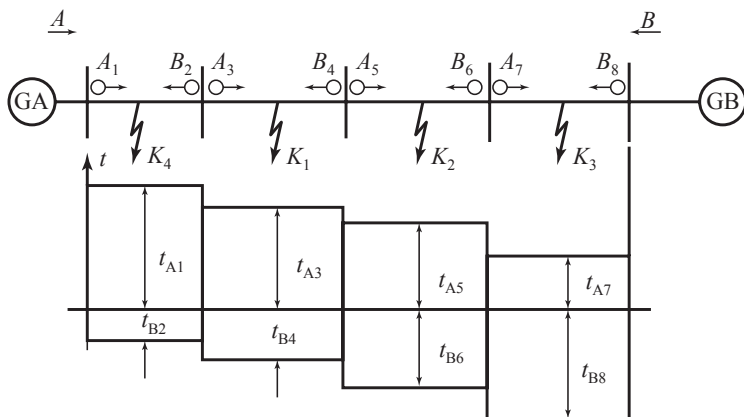 A B
A1 B2 A3 B4 A5 B6 A7 B8
GA GB
t K4 K1 K2 K3
tA1 tA3 tA5 tA7
tB2 tB4 tB6 tB8